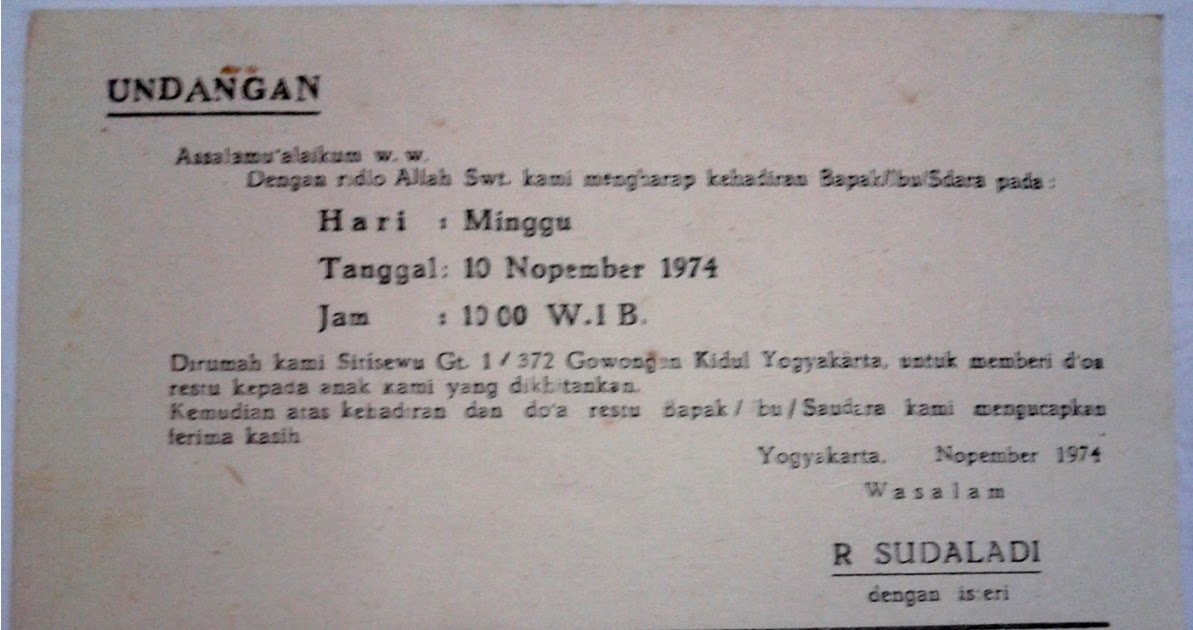 UNDANGAN
Assalamu'alaikum w. w.
Dengan ridlo Allah Swt. kami mengharap kehadiran Bapak/Ibu/Sdara pada :
Hari : Minggu
Tanggal : 10 Nopember 1974
Jam : 10 00 W.I B.
Dirumah kami Sitisewu Gt. 1 / 372 Gowongan Kidul Yogyakarta, untuk memberi d'oa
restu kepada anak kami yang dikhitankan.
Kemudian atas kehadiran dan do'a restu Bapak / Ibu / Saudara kami mengucapkan
terima kasih
Yogyakarta, Nopember 1974
Wasalam
R SUDALADI
dengan isteri